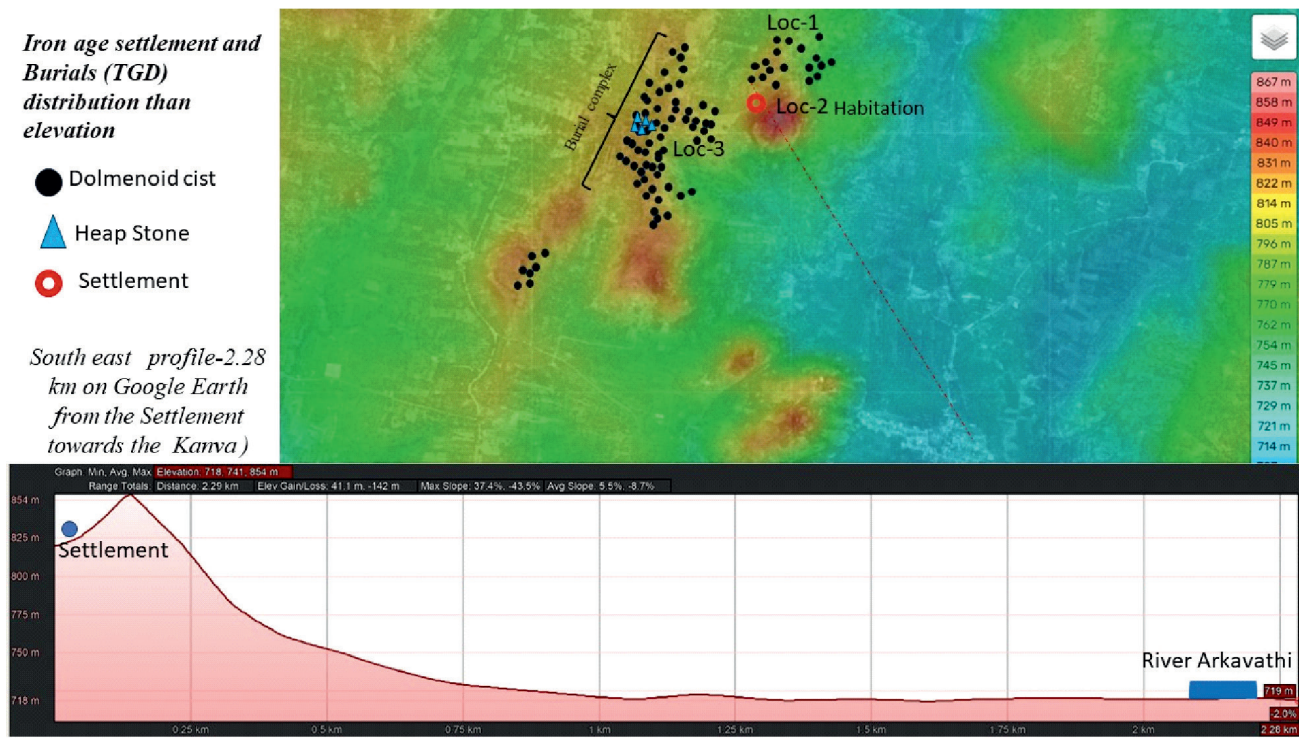 Iron age settlement and
Burials (TGD)
distribution than
elevation
Dolmenoid cist
Heap Stone
Settlement
South east profile-2.28
km on Google Earth
from the Settlement
towards the Kanva )
Burial complex
Loc-1
Loc-2 Habitation
Loc-3
867 m
858 m
849 m
840 m
831 m
822 m
814 m
805 m
796 m
787 m
779 m
770 m
762 m
754 m
745 m
737 m
729 m
721 m
714 m
Graph Min, Avg, Max Elevation: 718, 741, 854 m
Range Totals: Distance: 2.29 km Elev Gain/Loss: 41.1 m, -142 m Max Slope: 37.4%, -43.5% Avg Slope: 5.5%, -8.7%
854 m
825 m
800 m
775 m
750 m
718 m
Settlement
River Arkavathi
719 m
-2.0%
0.25 km
0.5 km
0.75 km
1 km
1.25 km
1.5 km
1.75 km
2 km
2.28 km